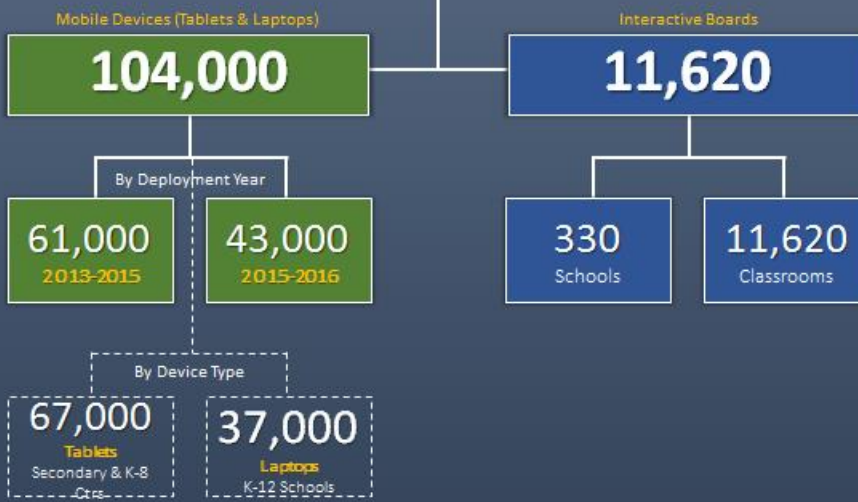 Mobile Devices (Tablets & Laptops)
104,000
Interactive Boards
11,620
By Deployment Year
61,000
2013-2015
43,000
2015-2016
330
Schools
11,620
Classrooms
By Device Type
67,000
Tablets
Secondary & K-8
Ctrs
37,000
Laptops
K-12 Schools